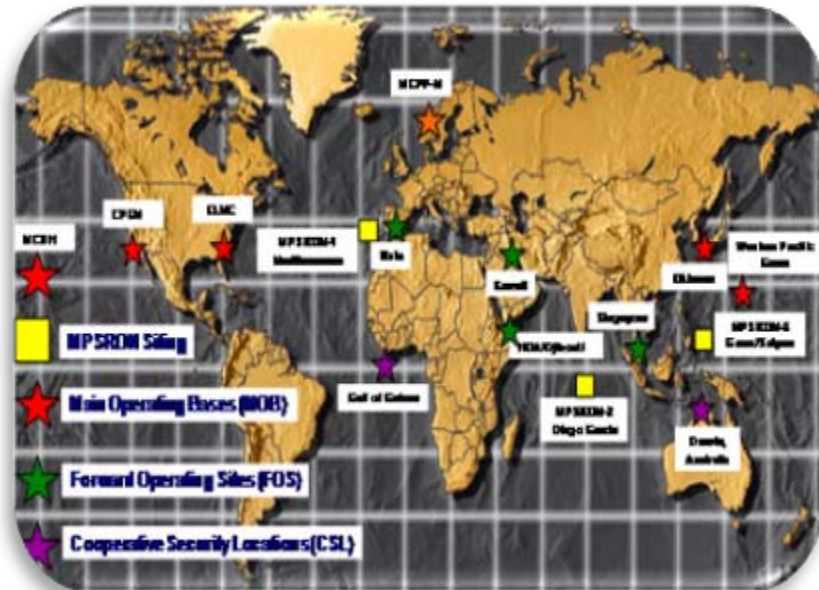 MCPP-N
CPEN
CLNC
MCBH
MPSRON-1
Mediterranean
Rota
Kuwait
Okinawa
Western Pacific
Guam
Singapore
HOA/Djibouti
MPSRON-3
Guam/Saipan
MPSRON Siting
Gulf of Guinea
MPSRON-2
Diego Garcia
Darwin,
Australia
Main Operating Bases (MOB)
Forward Operating Sites (FOS)
Cooperative Security Locations (CSL)